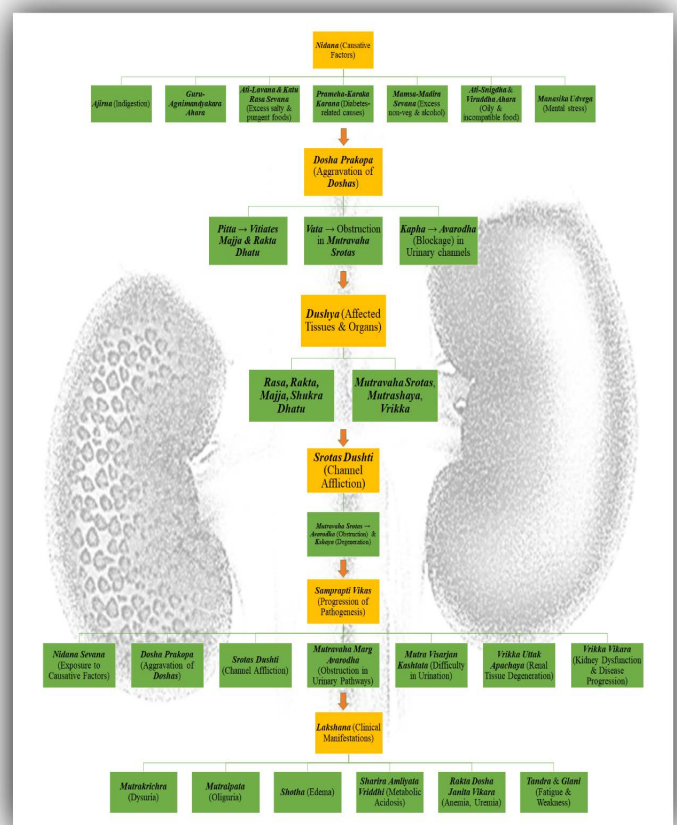 Nidana (Causative
Factors)
Ajirna (Indigestion)
Guru-
Agnimandyakara
Ahara
Ati-Lavana & Katu
Rasa Sevana
(Excess salty &
pungent foods)
Prameha-Karaka
Karana (Diabetes-
related causes)
Mamsa-Madira
Sevana (Excess
non-veg & alcohol)
Ati-Snigdha &
Viruddha Ahara
(Oily &
incompatible food)
Manasika Udvega
(Mental stress)
Dosha Prakopa
(Aggravation of
Doshas)
Pitta → Vitiates
Majja & Rakta
Dhatu
Vata → Obstruction
in Mutravaha
Srotas
Kapha → Avarodha
(Blockage) in
Urinary channels
Dushya (Affected
Tissues & Organs)
Rasa, Rakta,
Majja, Shukra
Dhatu
Mutravaha Srotas,
Mutrashaya,
Vrikka
Srotas Dushti
(Channel
Affliction)
Mutravaha Srotas →
Avarodha (Obstruction) &
Kshaya (Degeneration)
Samprapti Vikas
(Progression of
Pathogenesis)
Nidana Sevana
(Exposure to
Causative Factors)
Dosha Prakopa
(Aggravation of
Doshas)
Srotas Dushti
(Channel Affliction)
Mutravaha Marg
Avarodha
(Obstruction in
Urinary Pathways)
Mutra Visarjan
Kashtata (Difficulty
in Urination)
Vrikka Uttak
Apachaya (Renal
Tissue Degeneration)
Vrikka Vikara
(Kidney Dysfunction
& Disease
Progression)
Lakshana (Clinical
Manifestations)
Mutrakrichra
(Dysuria)
Mutralpata
(Oliguria)
Shotha (Edema)
Sharira Amliyata
Vriddhi (Metabolic
Acidosis)
Rakta Dosha
Janita Vikara
(Anemia, Uremia)
Tandra & Glani
(Fatigue &
Weakness)